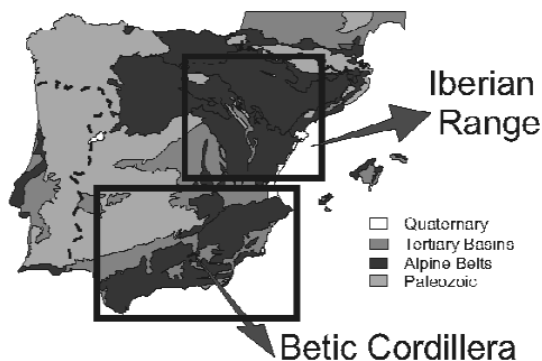 Iberian
Range
Quaternary
Tertiary Basins
Alpine Belts
Paleozoic
Betic Cordillera